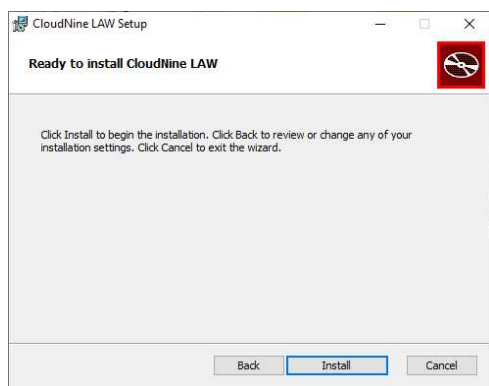 CloudNine LAW Setup
Ready to install CloudNine LAW
Click Install to begin the installation. Click Back to review or change any of your
installation settings. Click Cancel to exit the wizard.
Back Install Cancel